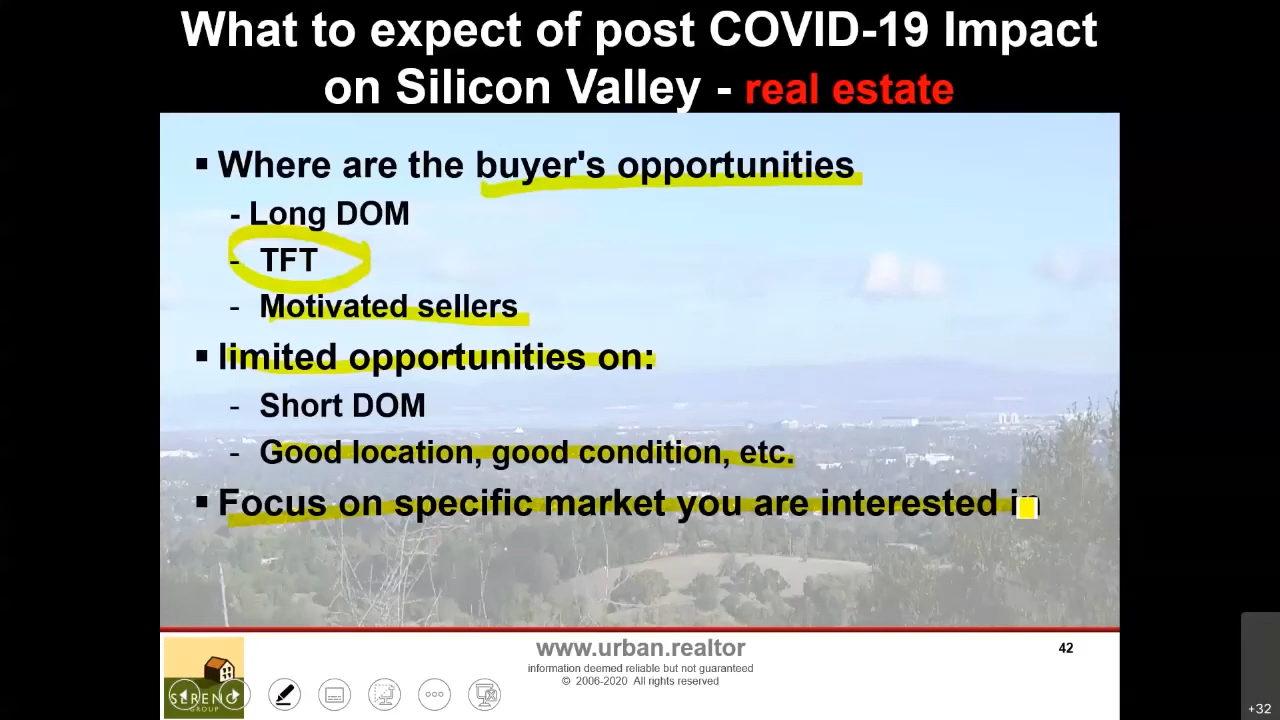 What to expect of post COVID-19 Impact
on Silicon Valley - real estate
▪ Where are the buyer's opportunities
- Long DOM
- TFT
- Motivated sellers
▪ limited opportunities on:
- Short DOM
- Good location, good condition, etc.
▪ Focus on specific market you are interested in
www.urban.realtor
42
information deemed reliable but not guaranteed
© 2006-2020 All rights reserved
SERENO
GROUP
+32